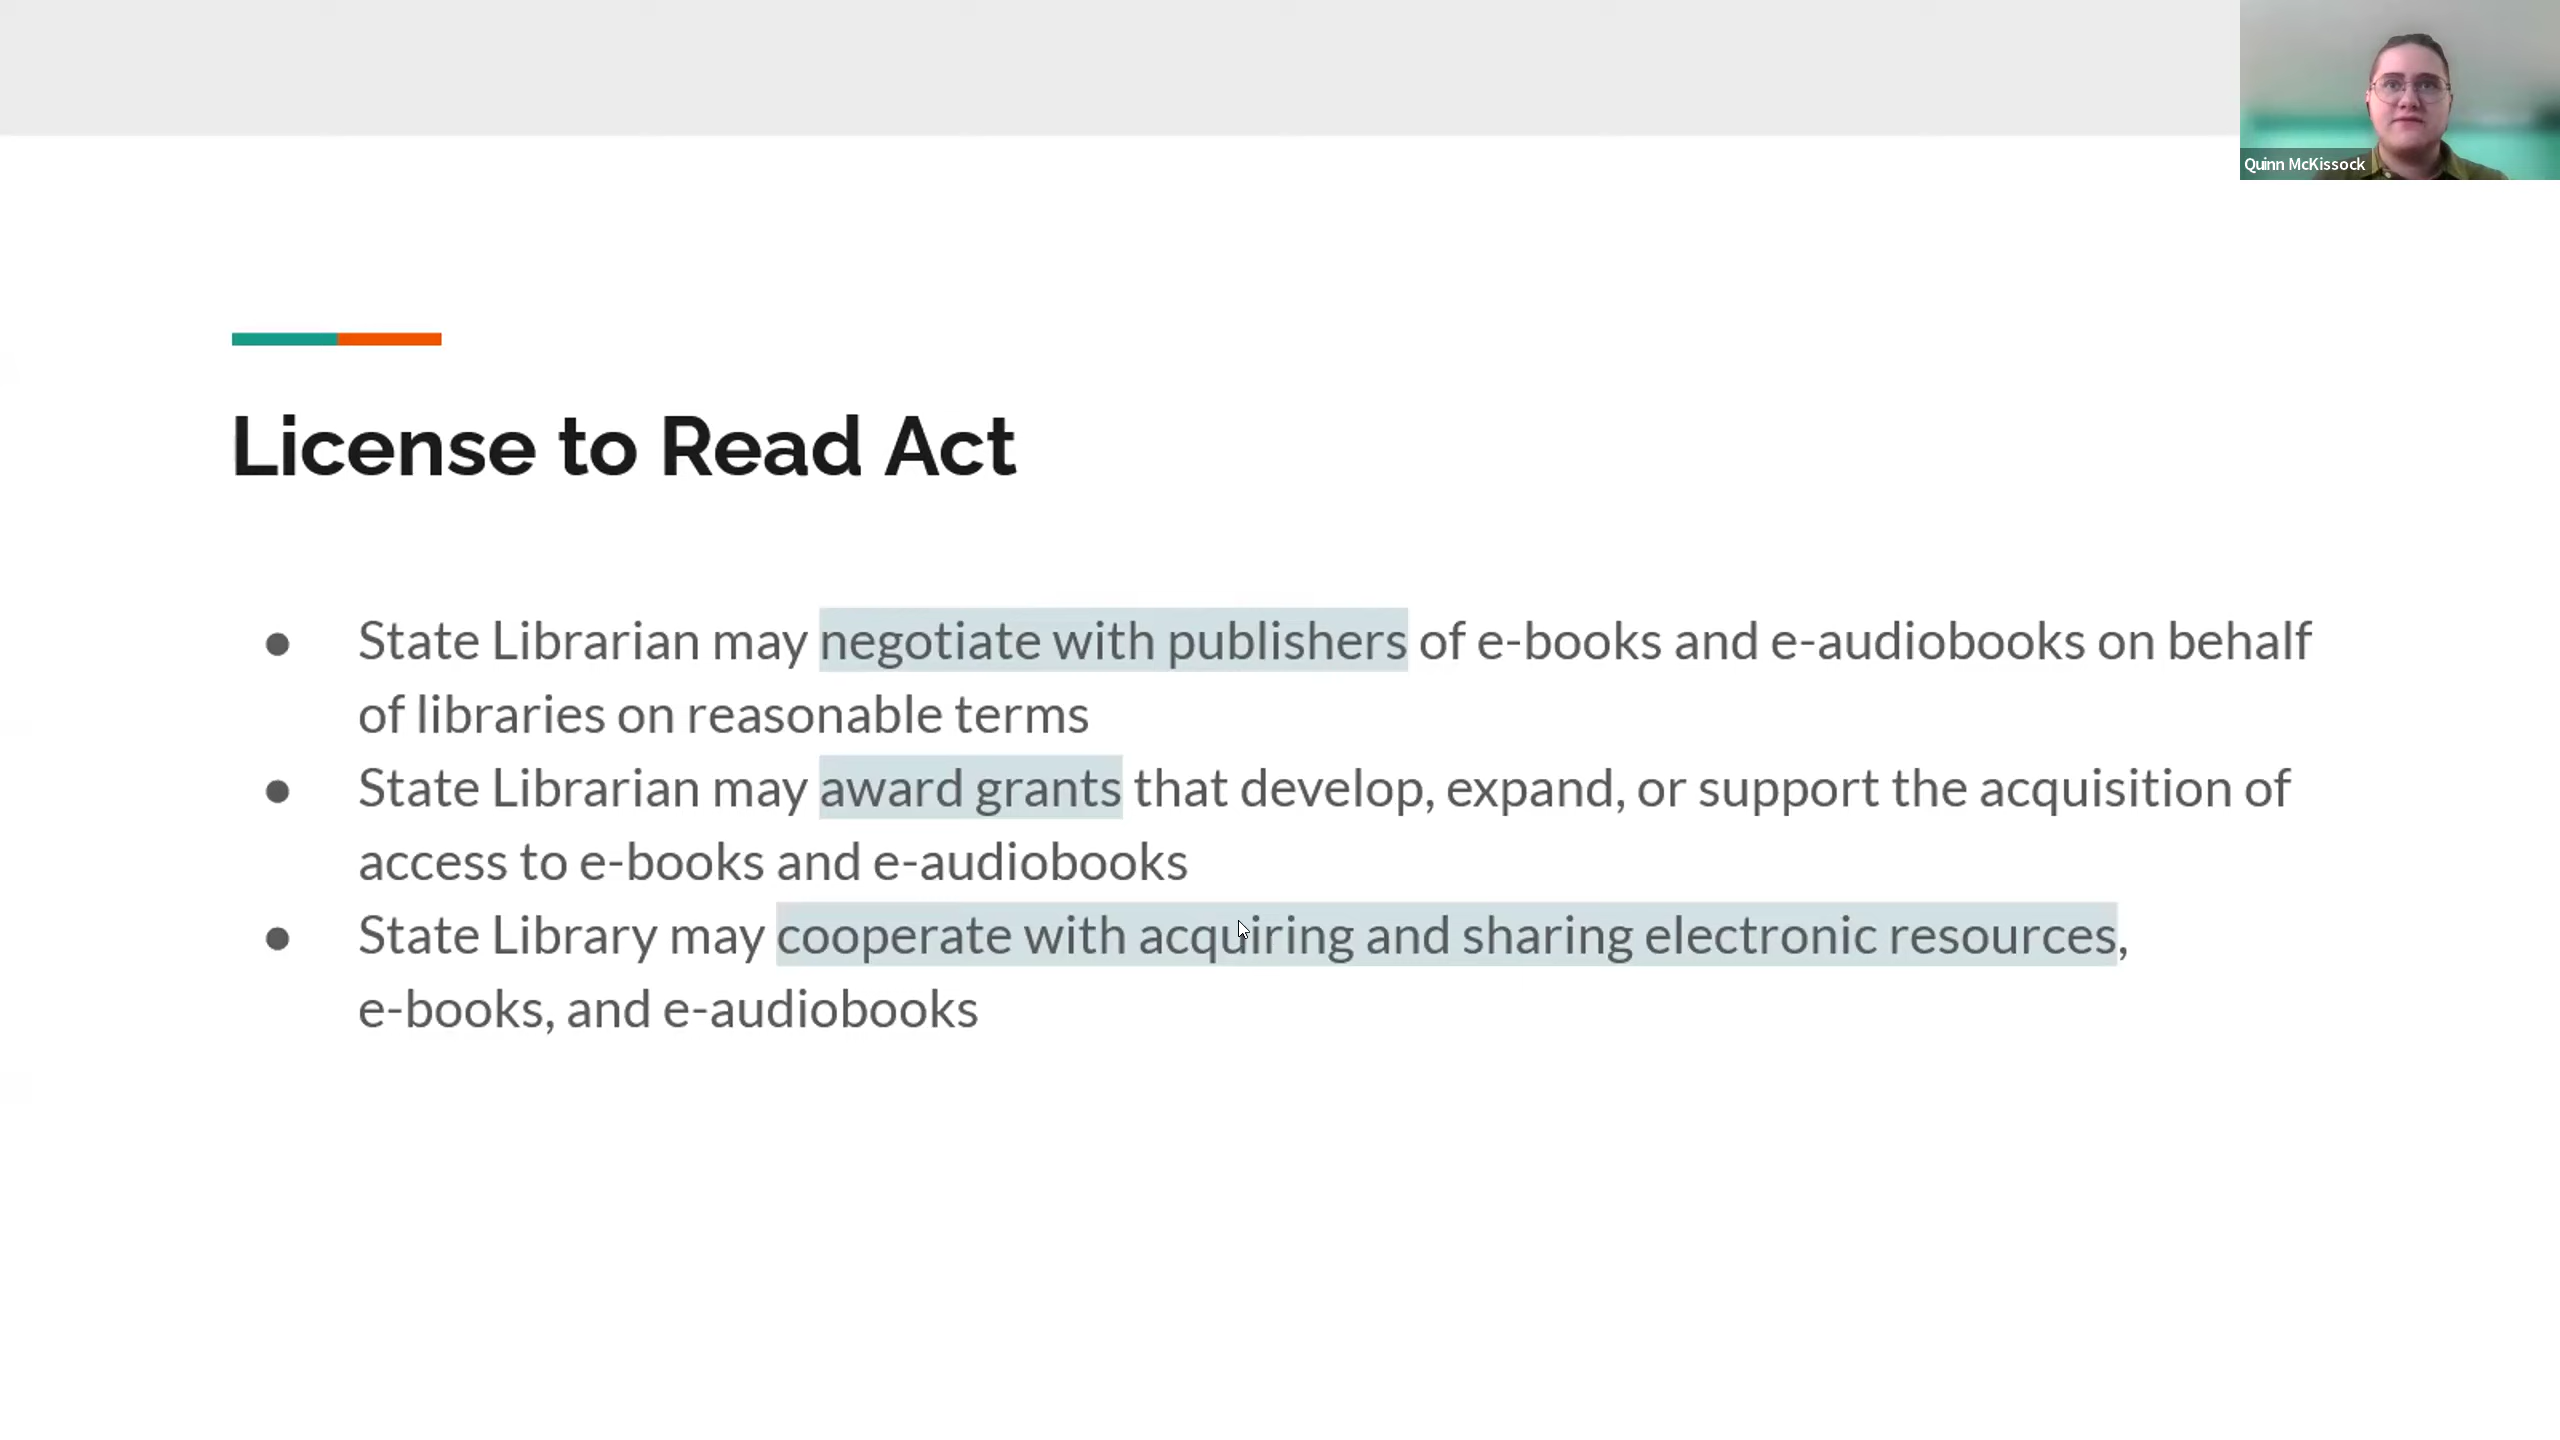 Quinn McKissock
License to Read Act
● State Librarian may negotiate with publishers of e-books and e-audiobooks on behalf
of libraries on reasonable terms
● State Librarian may award grants that develop, expand, or support the acquisition of
access to e-books and e-audiobooks
● State Library may cooperate with acquiring and sharing electronic resources,
e-books, and e-audiobooks